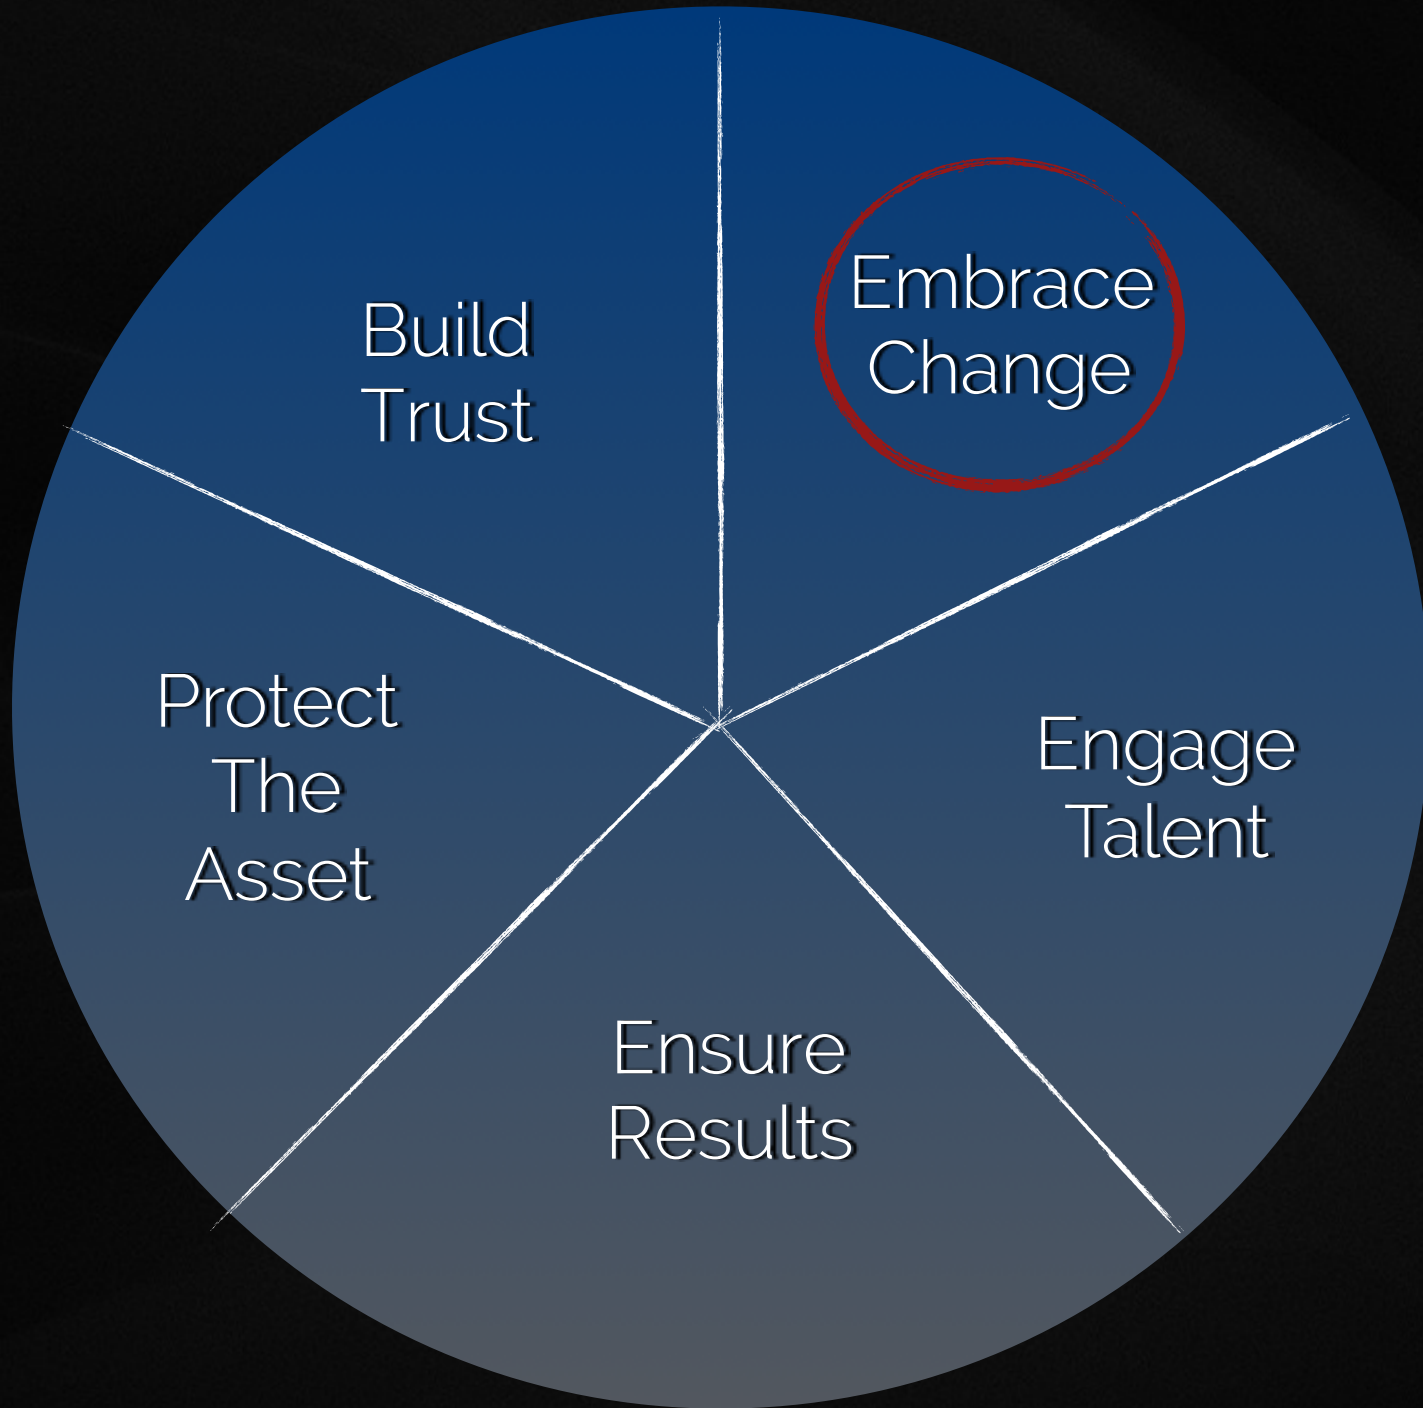 Embrace
Change
Engage
Talent
Ensure
Results
Protect
The
Asset
Build
Trust